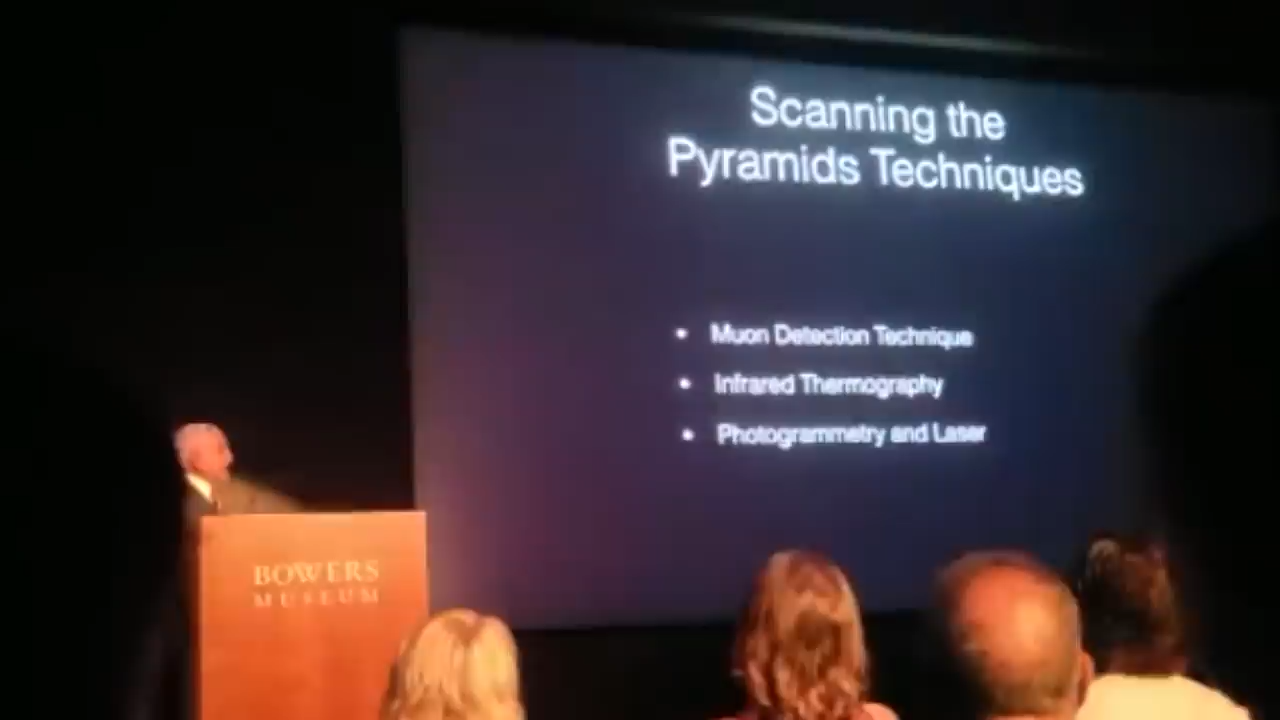 Scanning the
Pyramids Techniques
• Muon Detection Technique
• Infrared Thermography
• Photogrammetry and Laser
BOWERS
MUSEUM